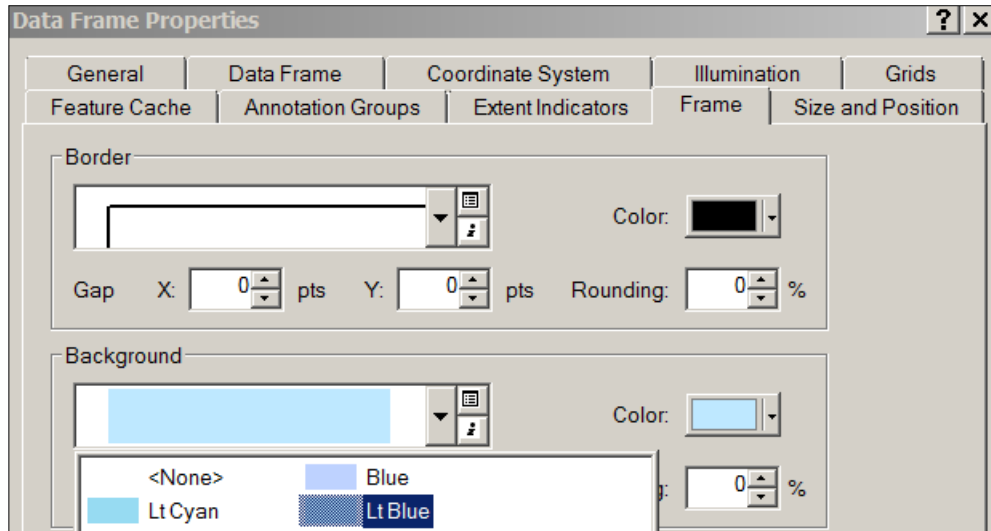 Data Frame Properties ? X
General Data Frame Coordinate System Illumination Grids
Feature Cache Annotation Groups Extent Indicators Frame Size and Position
Border
Color:
Gap X: 0 pts Y: 0 pts Rounding: 0 %
Background
Color:
<None> Blue 0 %
Lt Cyan Lt Blue